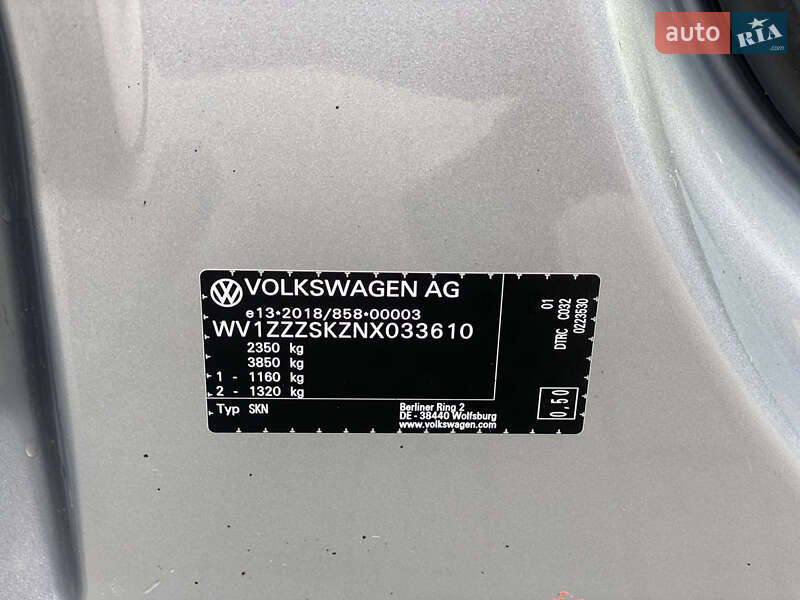 auto RIA .com
VOLKSWAGEN AG
e13*2018/858*00003
WV1ZZZSKZNX033610
2350 kg
3850 kg
1 - 1160 kg
2 - 1320 kg
Typ SKN
Berliner Ring 2
DE - 38440 Wolfsburg
www.volkswagen.com
01
DTRC C032
0223530
0,50